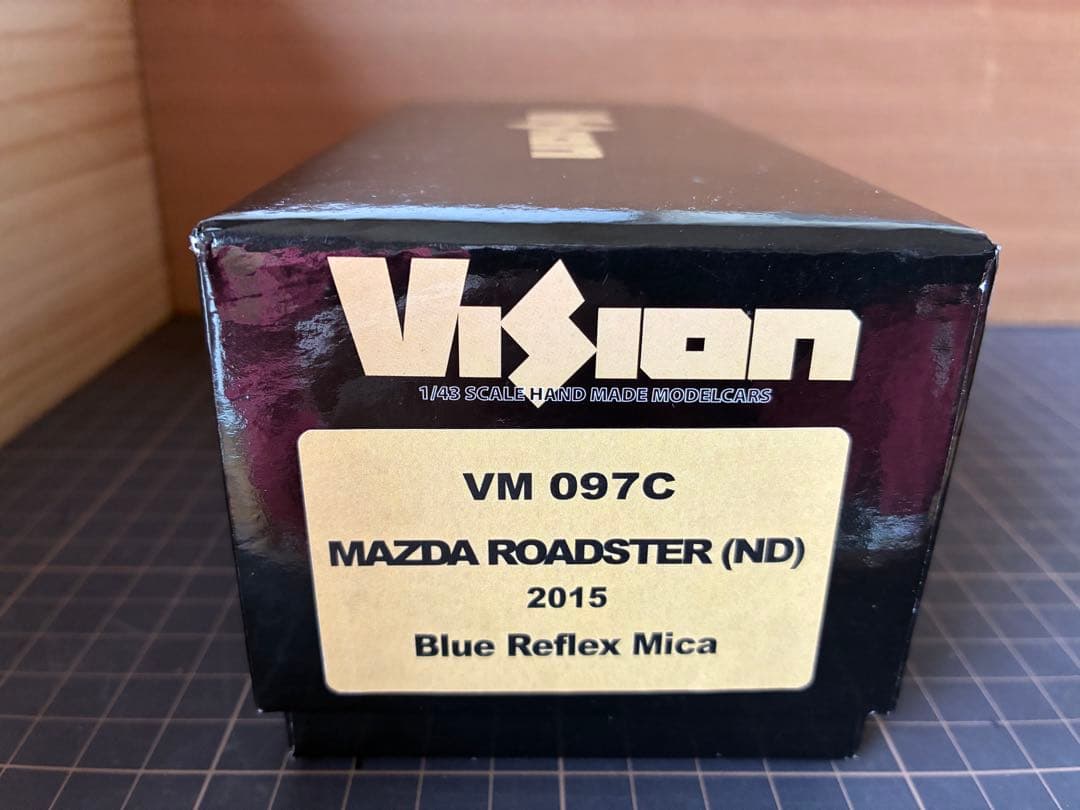 Vision
1/43 SCALE HAND MADE MODELCARS
VM 097C
MAZDA ROADSTER (ND)
2015
Blue Reflex Mica